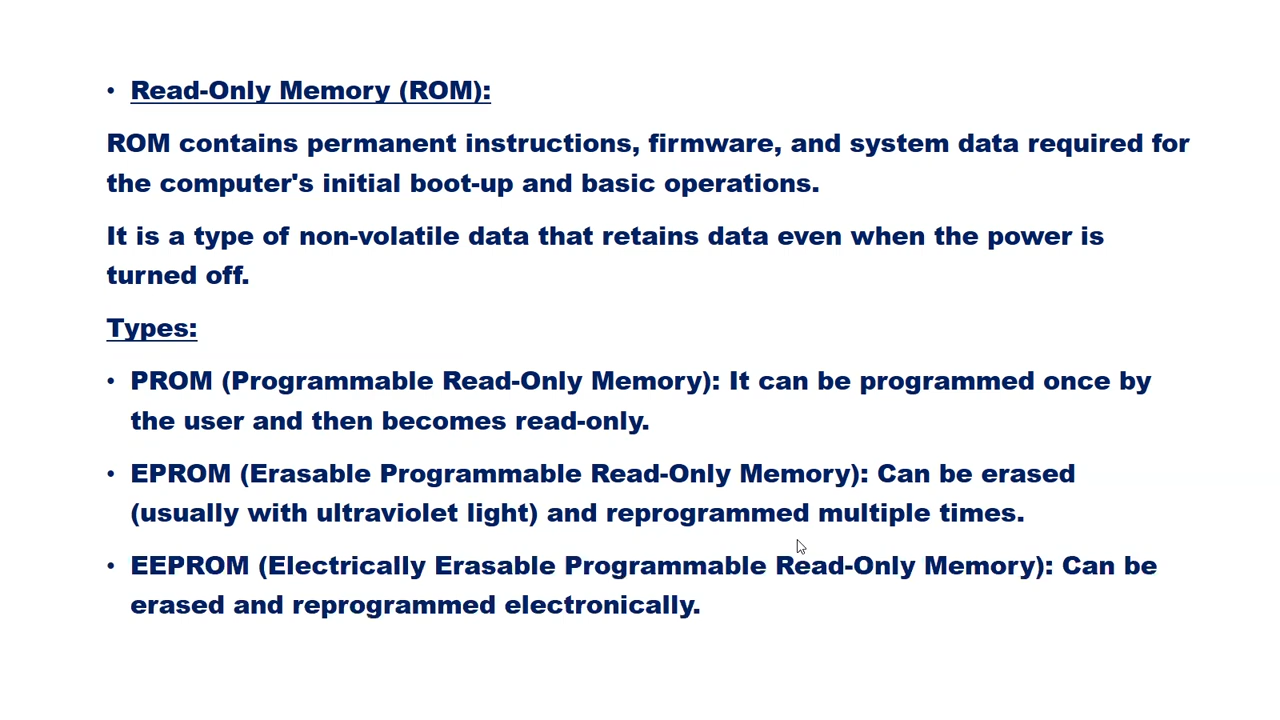 • Read-Only Memory (ROM):
ROM contains permanent instructions, firmware, and system data required for
the computer's initial boot-up and basic operations.
It is a type of non-volatile data that retains data even when the power is
turned off.
Types:
• PROM (Programmable Read-Only Memory): It can be programmed once by
the user and then becomes read-only.
• EPROM (Erasable Programmable Read-Only Memory): Can be erased
(usually with ultraviolet light) and reprogrammed multiple times.
• EEPROM (Electrically Erasable Programmable Read-Only Memory): Can be
erased and reprogrammed electronically.